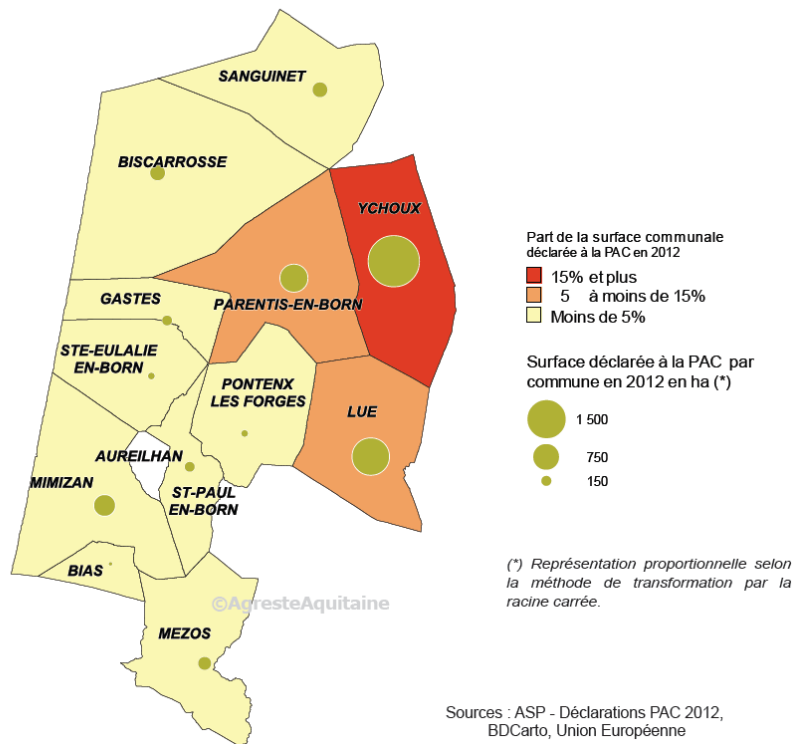 SANGUINET
BISCARROSSE
YCHOUX
GASTES
PARENTIS-EN-BORN
STE-EULALIE
EN-BORN
PONTENX
LES FORGES
LUE
AUREILHAN
MIMIZAN
ST-PAUL
EN-BORN
BIAS
©AgresteAquitaine
MEZOS
Part de la surface communale
déclarée à la PAC en 2012
15% et plus
5 à moins de 15%
Moins de 5%
Surface déclarée à la PAC par
commune en 2012 en ha (*)
1 500
750
150
(*) Représentation proportionnelle selon
la méthode de transformation par la
racine carrée.
Sources : ASP - Déclarations PAC 2012,
BDCarto, Union Européenne